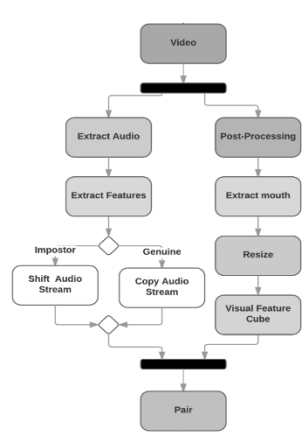 Video
Extract Audio
Post-Processing
Extract Features
Extract mouth
Impostor
Genuine
Resize
Shift Audio
Stream
Copy Audio
Stream
Visual Feature
Cube
Pair